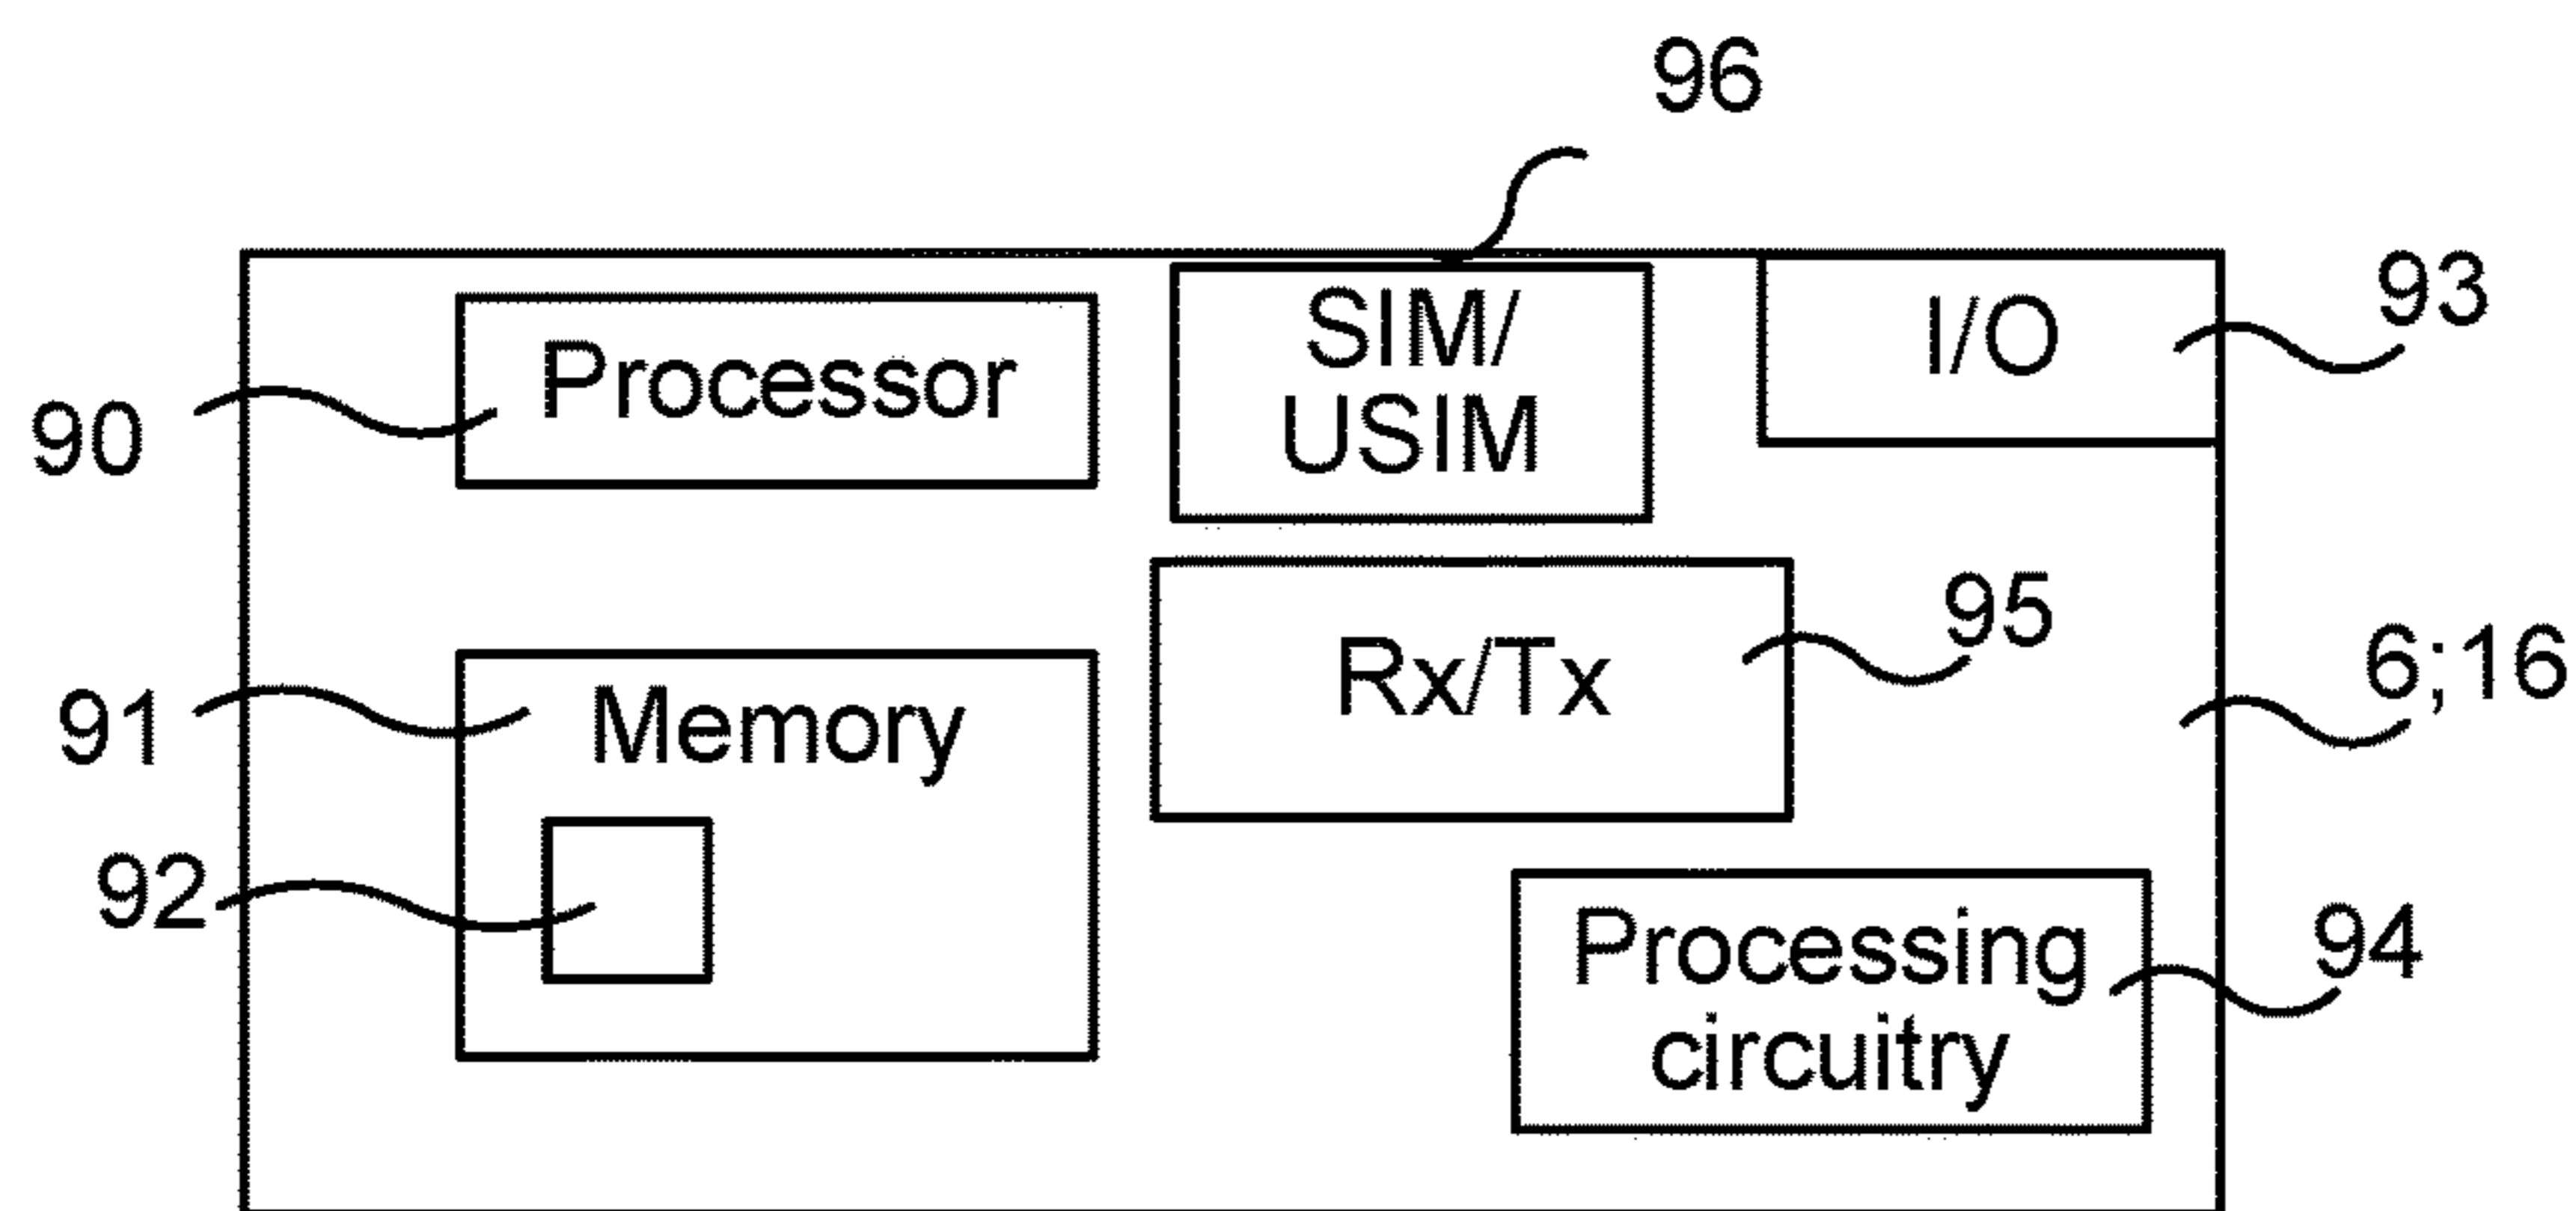 96
SIM/
USIM
I/O
93
Processor
90
Rx/Tx
95
6;16
Memory
91
92
Processing
circuitry
94